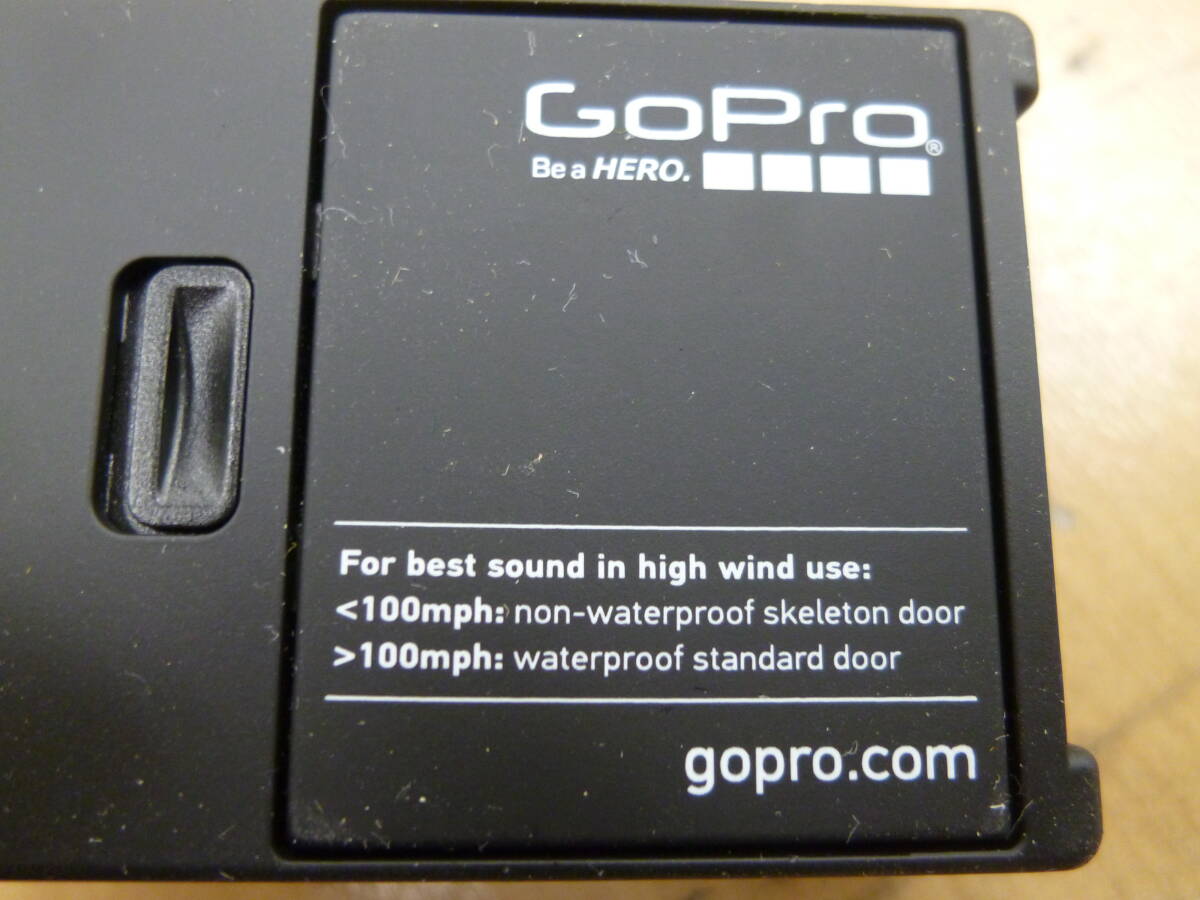 GoPro®
Be a HERO.
For best sound in high wind use:
<100mph: non-waterproof skeleton door
>100mph: waterproof standard door
gopro.com